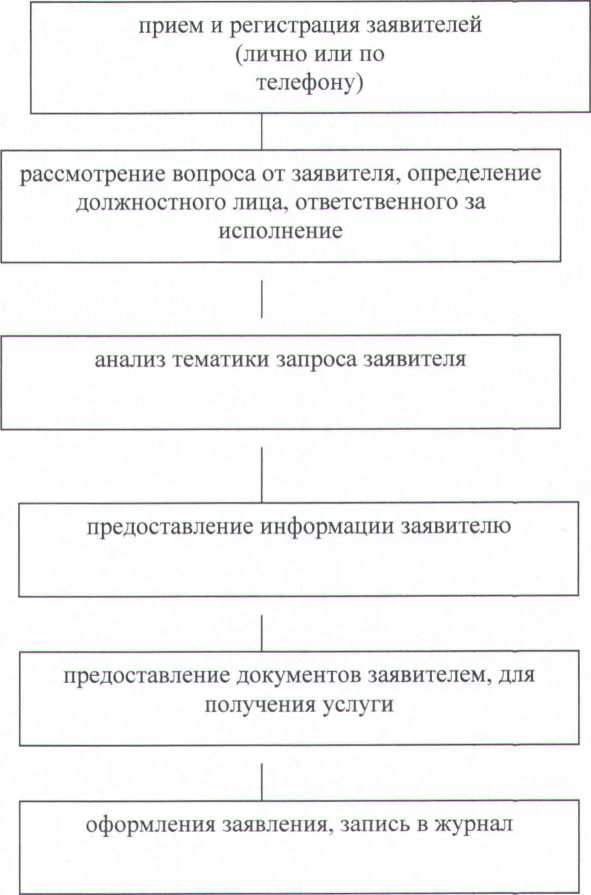 прием и регистрация заявителей
(лично или по
телефону)
рассмотрение вопроса от заявителя, определение
должностного лица, ответственного за
исполнение
анализ тематики запроса заявителя
предоставление информации заявителю
предоставление документов заявителем, для
получения услуги
оформления заявления, запись в журнал